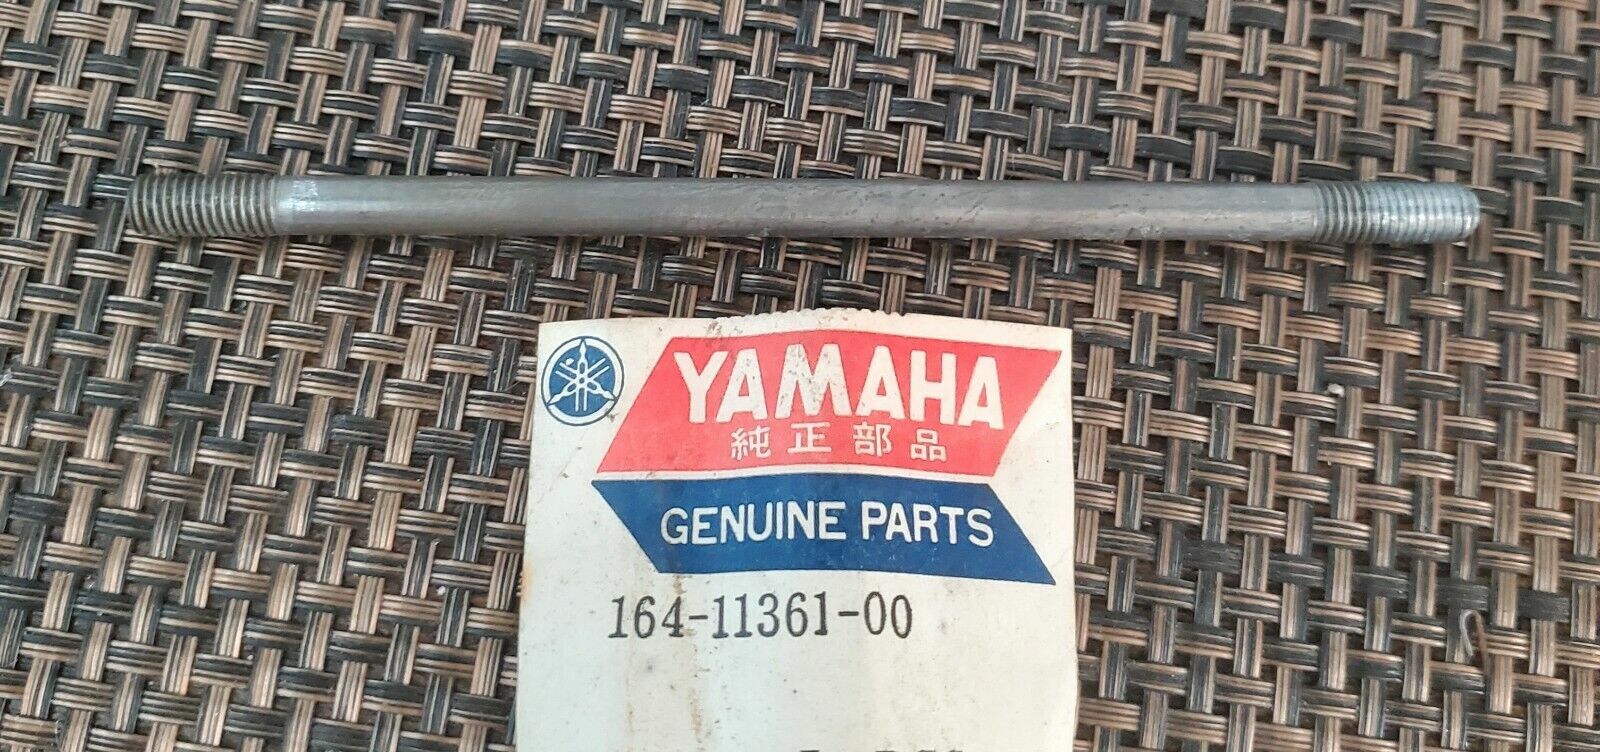 YAMAHA
純正部品
GENUINE PARTS
164-11361-00